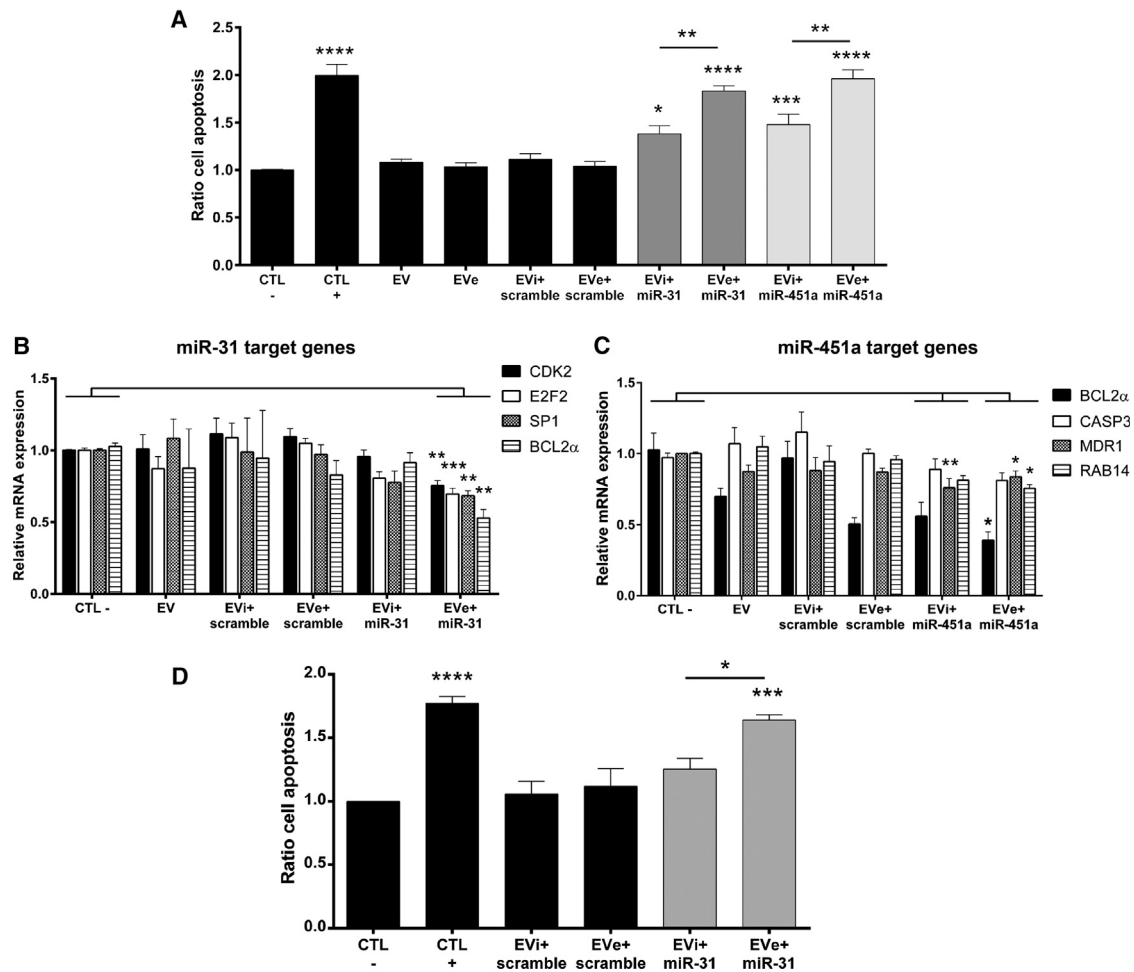 A
Ratio cell apoptosis
2.5
2.0
1.5
1.0
0.5
0.0
**** * ** **** *** ** ****
CTL - CTL + EV EVe EVi+ scramble EVe+ scramble EVi+ miR-31 EVe+ miR-31 EVi+ miR-451a EVe+ miR-451a
B
miR-31 target genes
Relative mRNA expression
1.5
1.0
0.5
0.0
CDK2
E2F2
SP1
BCL2α
** *** ** **
CTL - EV EVi+ scramble EVe+ scramble EVi+ miR-31 EVe+ miR-31
C
miR-451a target genes
Relative mRNA expression
1.5
1.0
0.5
0.0
BCL2α
CASP3
MDR1
RAB14
** * * *
CTL - EV EVi+ scramble EVe+ scramble EVi+ miR-451a EVe+ miR-451a
D
Ratio cell apoptosis
2.0
1.5
1.0
0.5
0.0
**** * ***
CTL - CTL + EVi+ scramble EVe+ scramble EVi+ miR-31 EVe+ miR-31